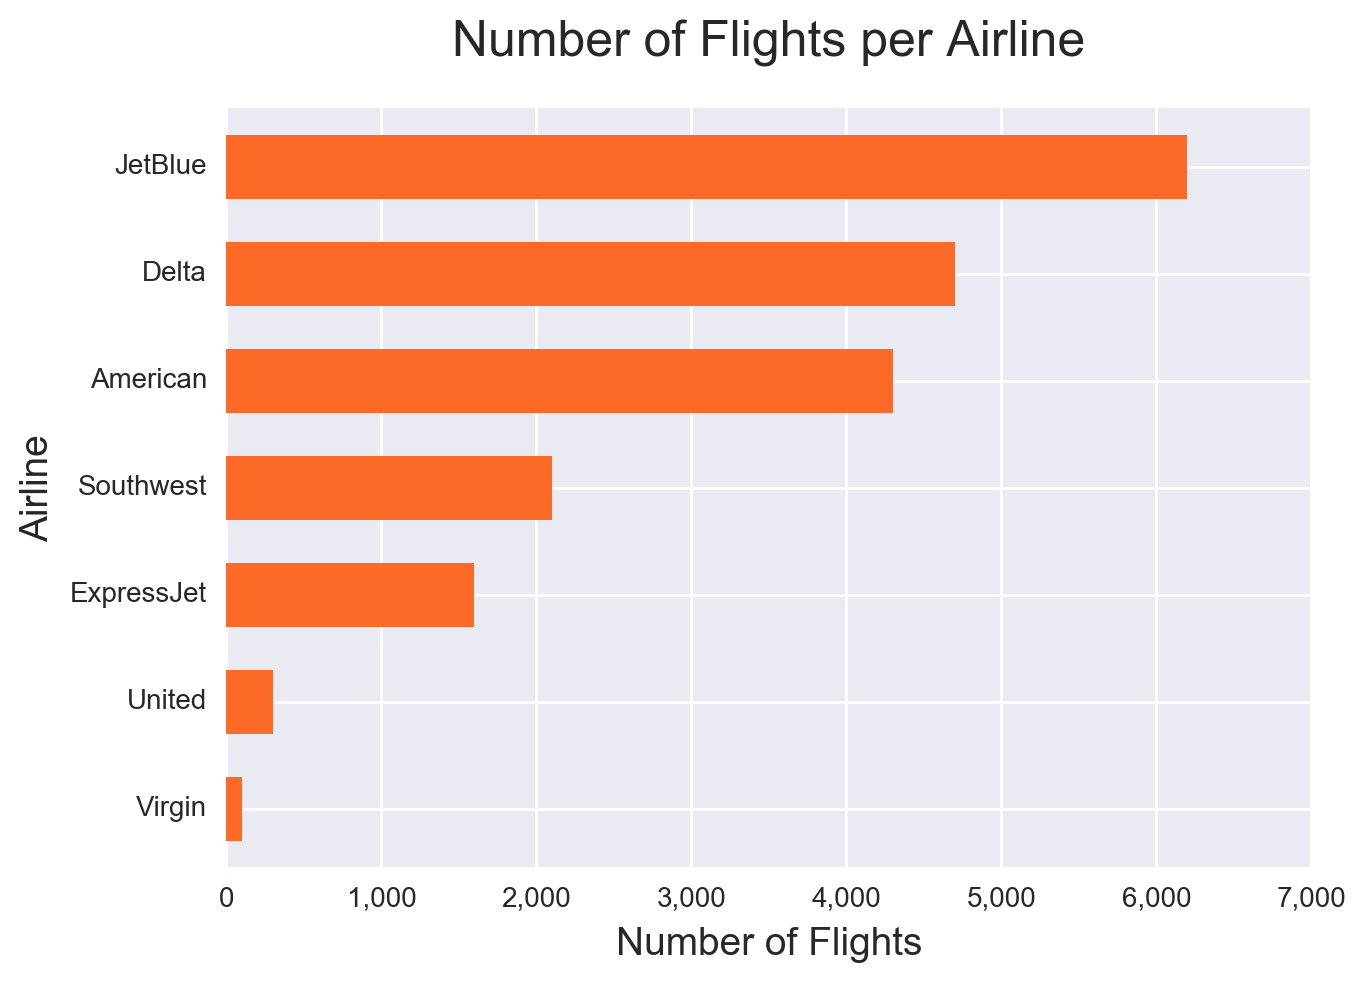 Number of Flights per Airline
JetBlue
Delta
American
Southwest
ExpressJet
United
Virgin
Airline
0 1,000 2,000 3,000 4,000 5,000 6,000 7,000
Number of Flights